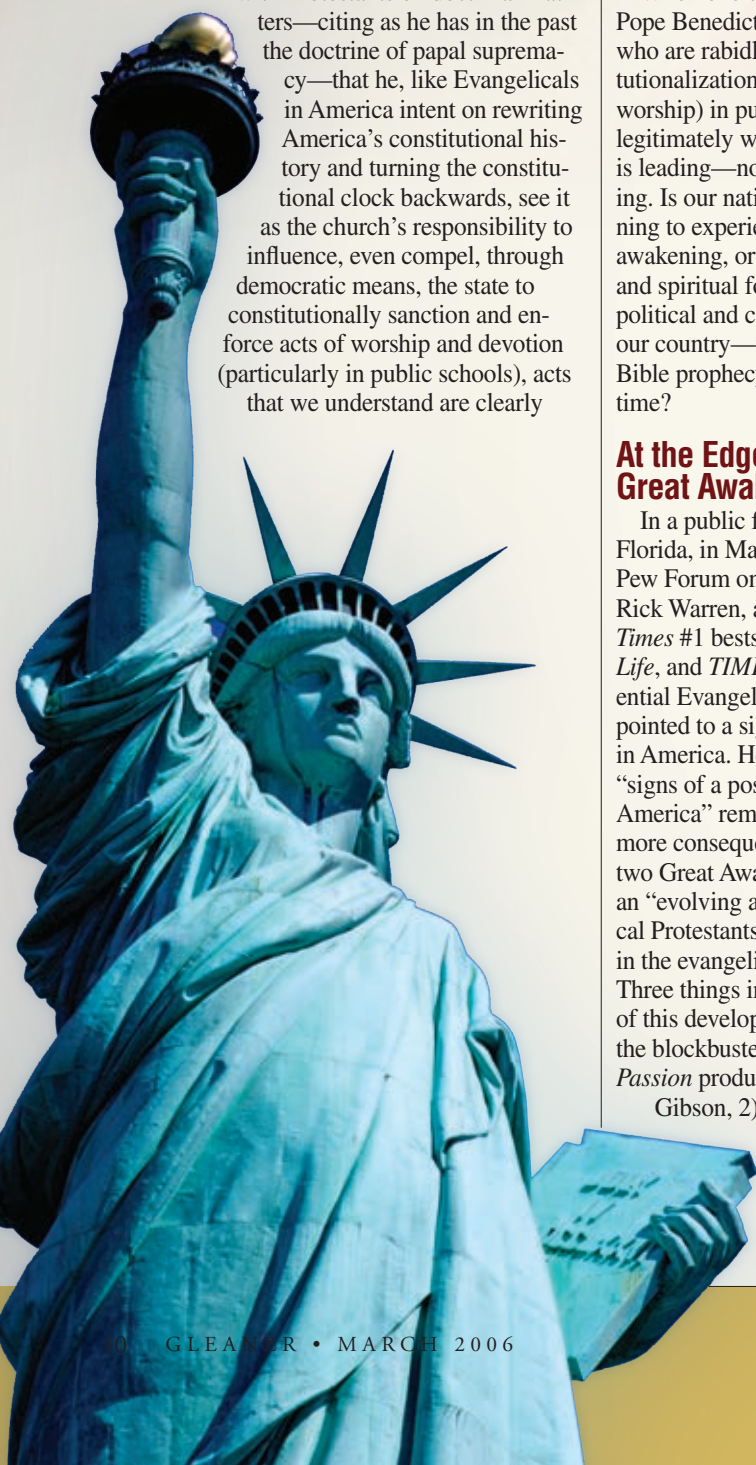 ters—citing as he has in the past
the doctrine of papal suprema-
cy—that he, like Evangelicals
in America intent on rewriting
America’s constitutional his-
tory and turning the constitu-
tional clock backwards, see it
as the church’s responsibility to
influence, even compel, through
democratic means, the state to
constitutionally sanction and en-
force acts of worship and devotion
(particularly in public schools), acts
that we understand are clearly
Pope Benedict
who are rabidl
tutionalization
worship) in pu
legitimately w
is leading—no
ing. Is our nati
ning to experie
awakening, or
and spiritual fo
political and c
our country—
Bible prophec
time?
At the Edge
Great Awa
In a public f
Florida, in Ma
Pew Forum on
Rick Warren, a
Times #1 bests
Life, and TIM
ential Evangel
pointed to a si
in America. H
“signs of a pos
America” rem
more conseque
two Great Awa
an “evolving a
cal Protestants
in the evangeli
Three things i
of this develop
the blockbuste
Passion produ
Gibson, 2)
GLEANER • MARCH 2006